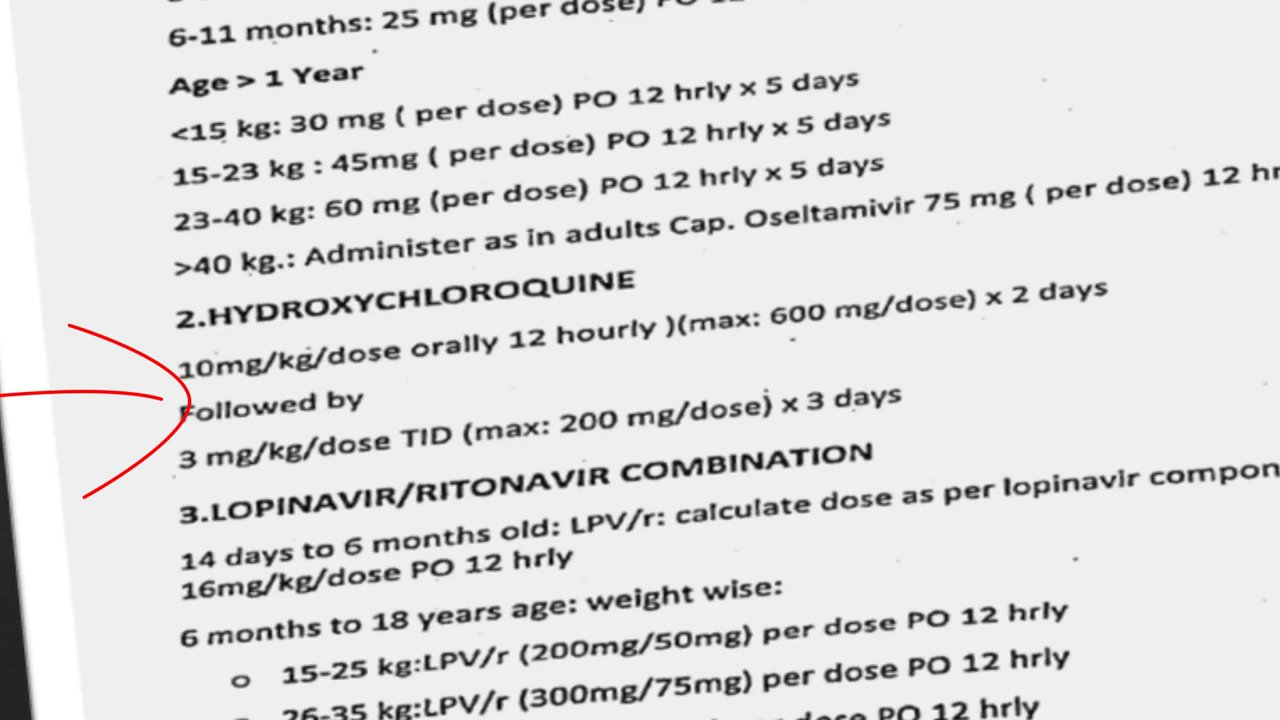 6-11 months: 25 mg (per dose) PO
Age > 1 Year
<15 kg: 30 mg ( per dose) PO 12 hrly x 5 days
15-23 kg : 45mg ( per dose) PO 12 hrly x 5 days
23-40 kg: 60 mg (per dose) PO 12 hrly x 5 days
>40 kg.: Administer as in adults Cap. Oseltamivir 75 mg ( per dose) 12
2.HYDROXYCHLOROQUINE
10mg/kg/dose orally 12 hourly )(max: 600 mg/dose) x 2 days
Followed by
3 mg/kg/dose TID (max: 200 mg/dose) x 3 days
3.LOPINAVIR/RITONAVIR COMBINATION
14 days to 6 months old: LPV/r: calculate dose as per lopinavir
16mg/kg/dose PO 12 hrly
6 months to 18 years age: weight wise:
o 15-25 kg:LPV/r (200mg/50mg) per dose PO 12 hrly
26-35 kg:LPV/r (300mg/75mg) per dose PO 12 hrly
dose PO 12 hrly